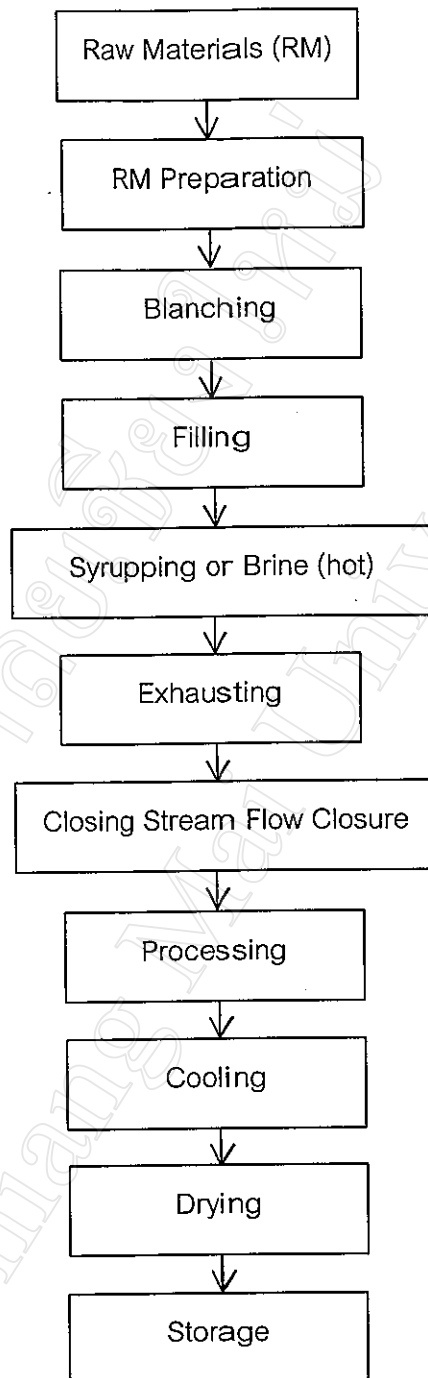 Raw Materials (RM)
RM Preparation
Blanching
Filling
Syrupping or Brine (hot)
Exhausting
Closing Stream Flow Closure
Processing
Cooling
Drying
Storage